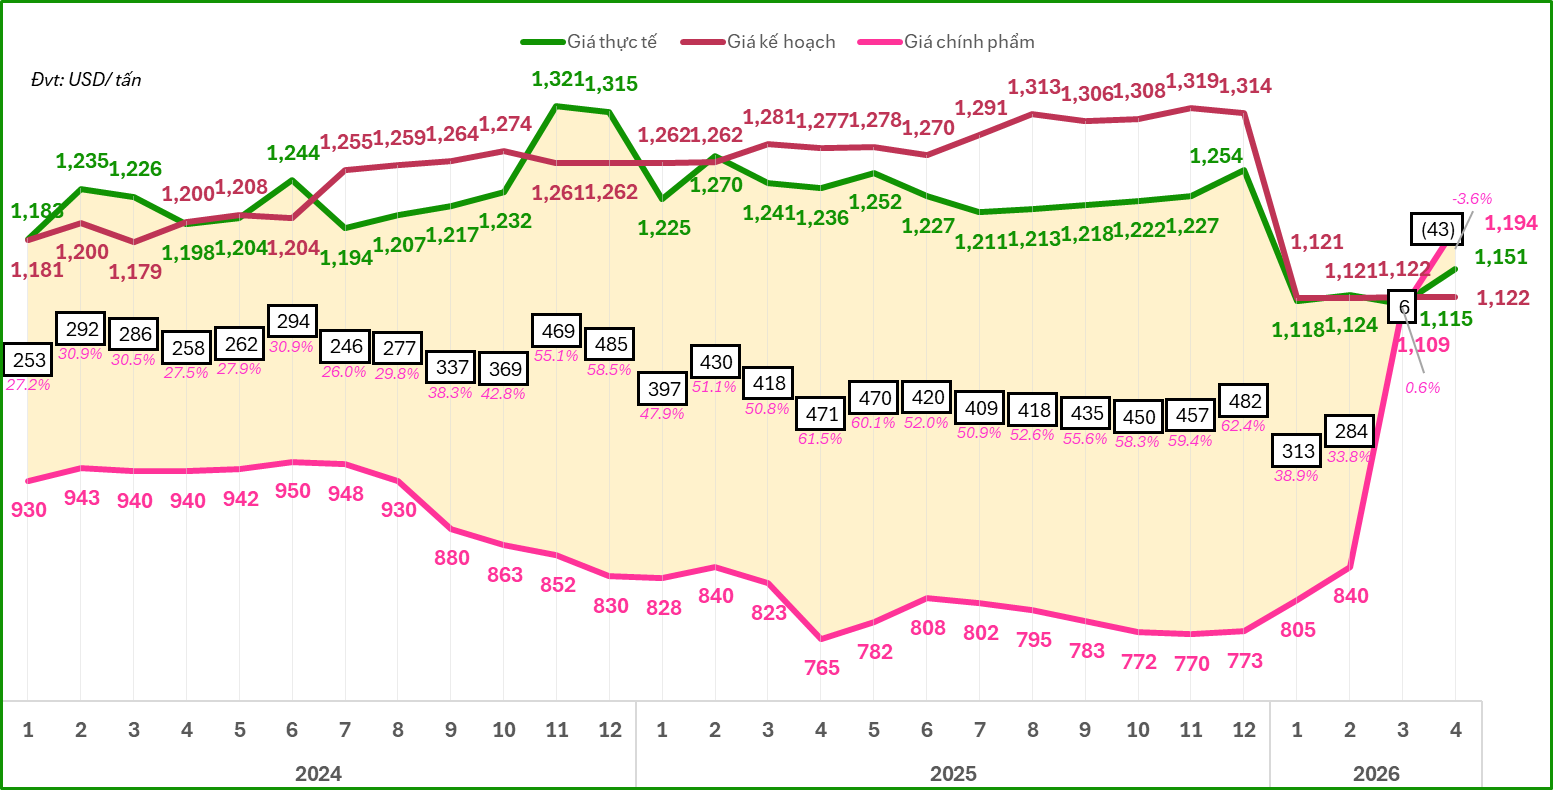 Giá thực tế Giá kế hoạch Giá chính phẩm
Đvt: USD/ tấn
1,321 1,315
1,313 1,306 1,308 1,319 1,314
1,291
1,281 1,277 1,278 1,270
1,262 1,262
1,255 1,259 1,264 1,274
1,235 1,226
1,244
1,254
1,200 1,208
1,183
1,261 1,262
1,270
1,241 1,236 1,252
1,225
1,227
1,211 1,213 1,218 1,222 1,227
1,232
1,217
1,207
1,194
1,198 1,204 1,204
1,200
1,181
1,179
-3.6%
(43)
1,194
1,121
1,151
1,121 1,122
1,122
6
1,118 1,124
1,115
1,109
0.6%
253 292 286 258 262 294 246 277 337 369 469 485 397 430 418 471 470 420 409 418 435 450 457 482 313 284
27.2% 30.9% 30.5% 27.5% 27.9% 30.9% 26.0% 29.8% 38.3% 42.8% 55.1% 58.5% 47.9% 51.1% 50.8% 61.5% 60.1% 52.0% 50.9% 52.6% 55.6% 58.3% 59.4% 62.4% 38.9% 33.8%
930 943 940 940 942 950 948 930 880 863 852 830 828 840 823 765 782 808 802 795 783 772 770 773 805 840
1 2 3 4 5 6 7 8 9 10 11 12 1 2 3 4 5 6 7 8 9 10 11 12 1 2 3 4
2024 2025 2026